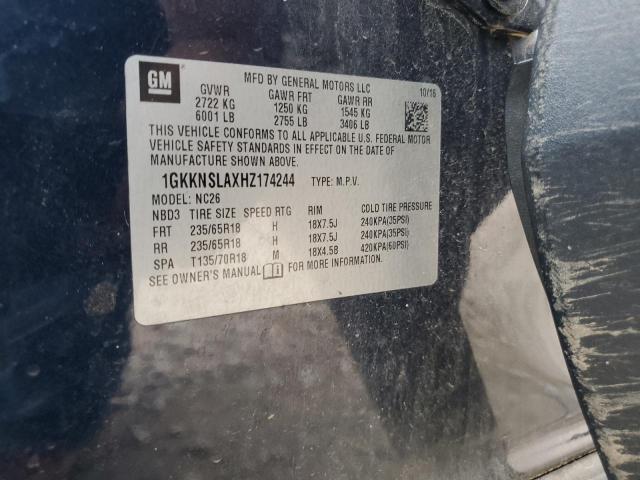 GM
MFD BY GENERAL MOTORS LLC
10/16
GVWR GAWR FRT GAWR RR
2722 KG 1250 KG 1545 KG
6001 LB 2755 LB 3406 LB
THIS VEHICLE CONFORMS TO ALL APPLICABLE U.S. FEDERAL MOTOR
VEHICLE SAFETY STANDARDS IN EFFECT ON THE DATE OF
MANUFACTURE SHOWN ABOVE.
1GKKNSLAXHZ174244 TYPE: M.P.V.
MODEL: NC26
NBD3 TIRE SIZE SPEED RTG RIM COLD TIRE PRESSURE
FRT 235/65R18 H 18X7.5J 240KPA(35PSI)
RR 235/65R18 H 18X7.5J 240KPA(35PSI)
SPA T135/70R18 M 18X4.5B 420KPA(60PSI)
SEE OWNER'S MANUAL FOR MORE INFORMATION.